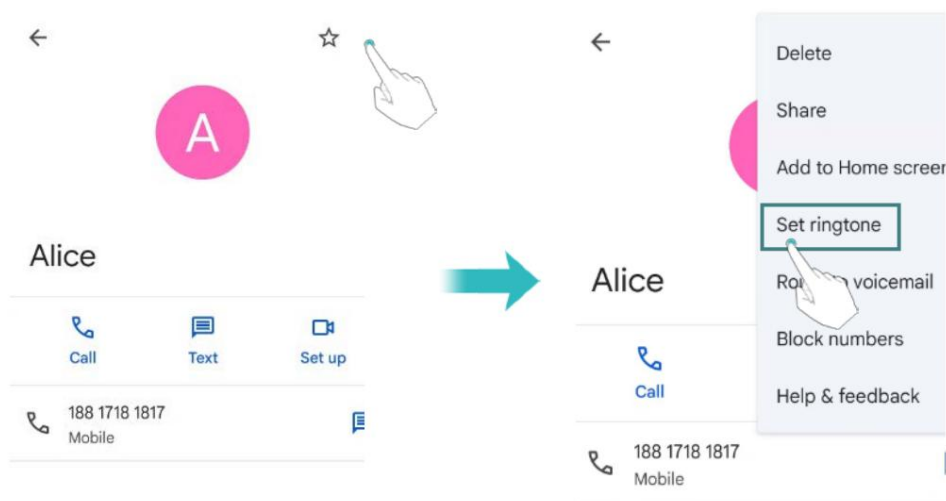 A
Alice
Call
Text
Set up
188 1718 1817
Mobile
Delete
Share
Add to Home screen
Set ringtone
Alice
voicemail
Block numbers
Call
Help & feedback
188 1718 1817
Mobile